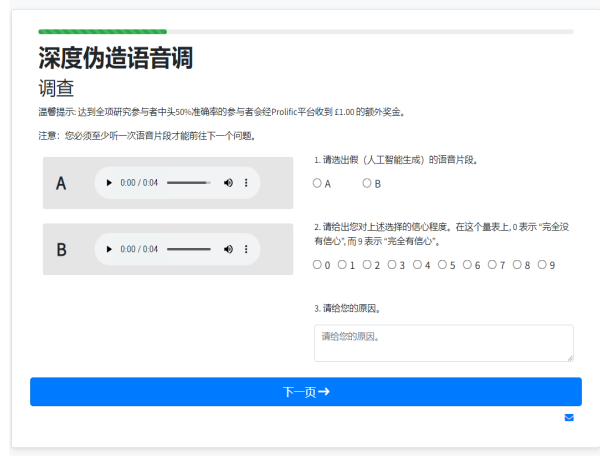 深度伪造语音调
调查
温馨提示: 达到全项研究参与者中头50%准确率的参与者会经Prolific平台收到 £1.00 的额外奖金。
注意：您必须至少听一次语音片段才能前往下一个问题。
A
0:00 / 0:04
B
0:00 / 0:04
1. 请选出假（人工智能生成）的语音片段。
A
B
2. 请给出您对上述选择的信心程度。在这个量表上, 0 表示 “完全没
有信心”, 而 9 表示 “完全有信心”。
0 1 2 3 4 5 6 7 8 9
3. 请给您的原因。
请给您的原因。
下一页